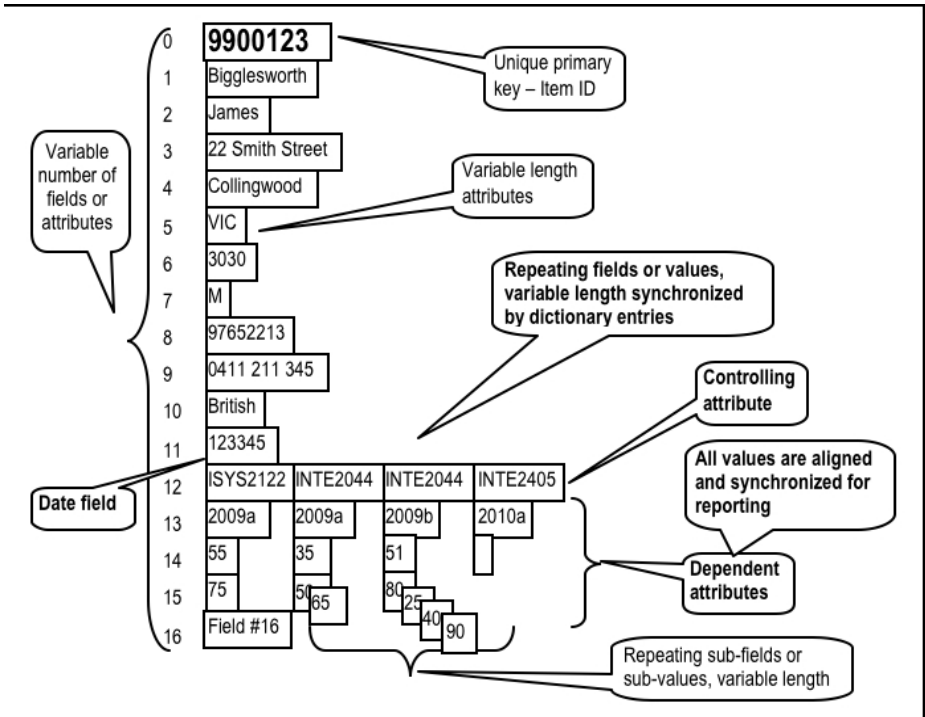 0 9900123
Unique primary
key – Item ID
1 Bigglesworth
2 James
3 22 Smith Street
4 Collingwood
5 VIC
6 3030
7 M
8 97652213
9 0411 211 345
10 British
11 123345
12 ISYS2122 INTE2044 INTE2044 INTE2405
13 2009a 2009a 2009b 2010a
14 55 35 51
15 75 50 65 80 25 40 90
16 Field #16
Variable
number of
fields or
attributes
Variable length
attributes
Repeating fields or values,
variable length synchronized
by dictionary entries
Controlling
attribute
All values are aligned
and synchronized for
reporting
Date field
Dependent
attributes
Repeating sub-fields or
sub-values, variable length